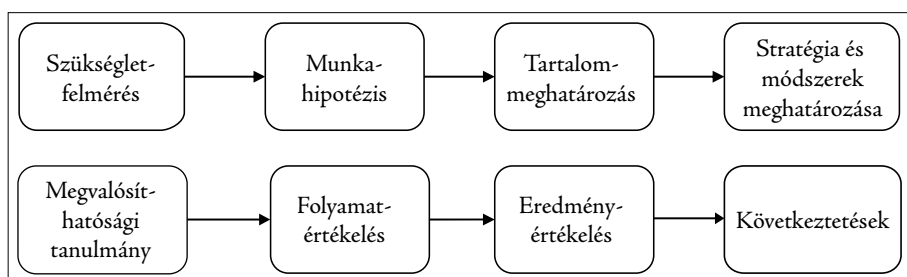 Szükséglet-
felmérés
Munka-
hipotézis
Tartalom-
meghatározás
Stratégia és
módszerek
meghatározása
Megvalósít-
hatósági
tanulmány
Folyamat-
értékelés
Eredmény-
értékelés
Következtetések